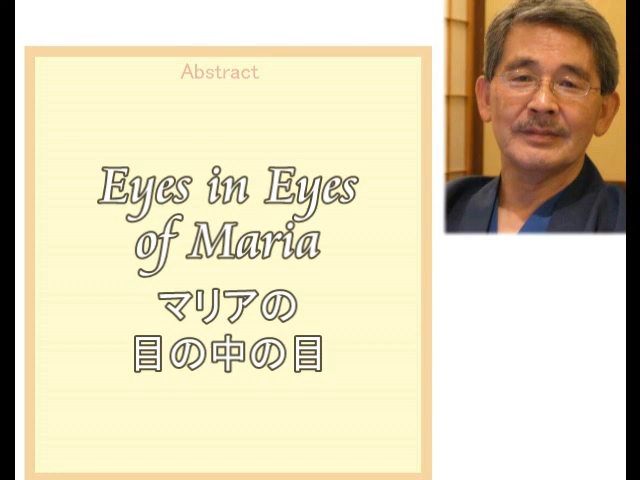 Abstract
Eyes in Eyes
of Maria
マリアの
目の中の目